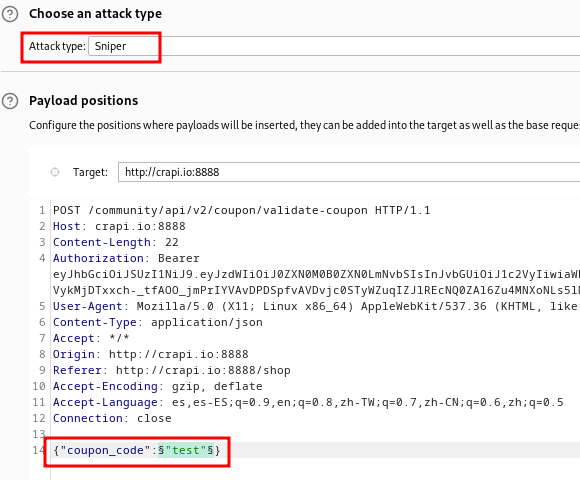 Choose an attack type
Attack type: Sniper
Payload positions
Configure the positions where payloads will be inserted, they can be added into the target as well as the base reque
Target: http://crapi.io:8888
1 POST /community/api/v2/coupon/validate-coupon HTTP/1.1
2 Host: crapi.io:8888
3 Content-Length: 22
4 Authorization: Bearer
5 User-Agent: Mozilla/5.0 (X11; Linux x86_64) AppleWebKit/537.36 (KHTML, like
6 Content-Type: application/json
7 Accept: */*
8 Origin: http://crapi.io:8888
9 Referer: http://crapi.io:8888/shop
10 Accept-Encoding: gzip, deflate
11 Accept-Language: es,es-ES;q=0.9,en;q=0.8,zh-TW;q=0.7,zh-CN;q=0.6,zh;q=0.5
12 Connection: close
13
14 {"coupon_code":§"test"§}